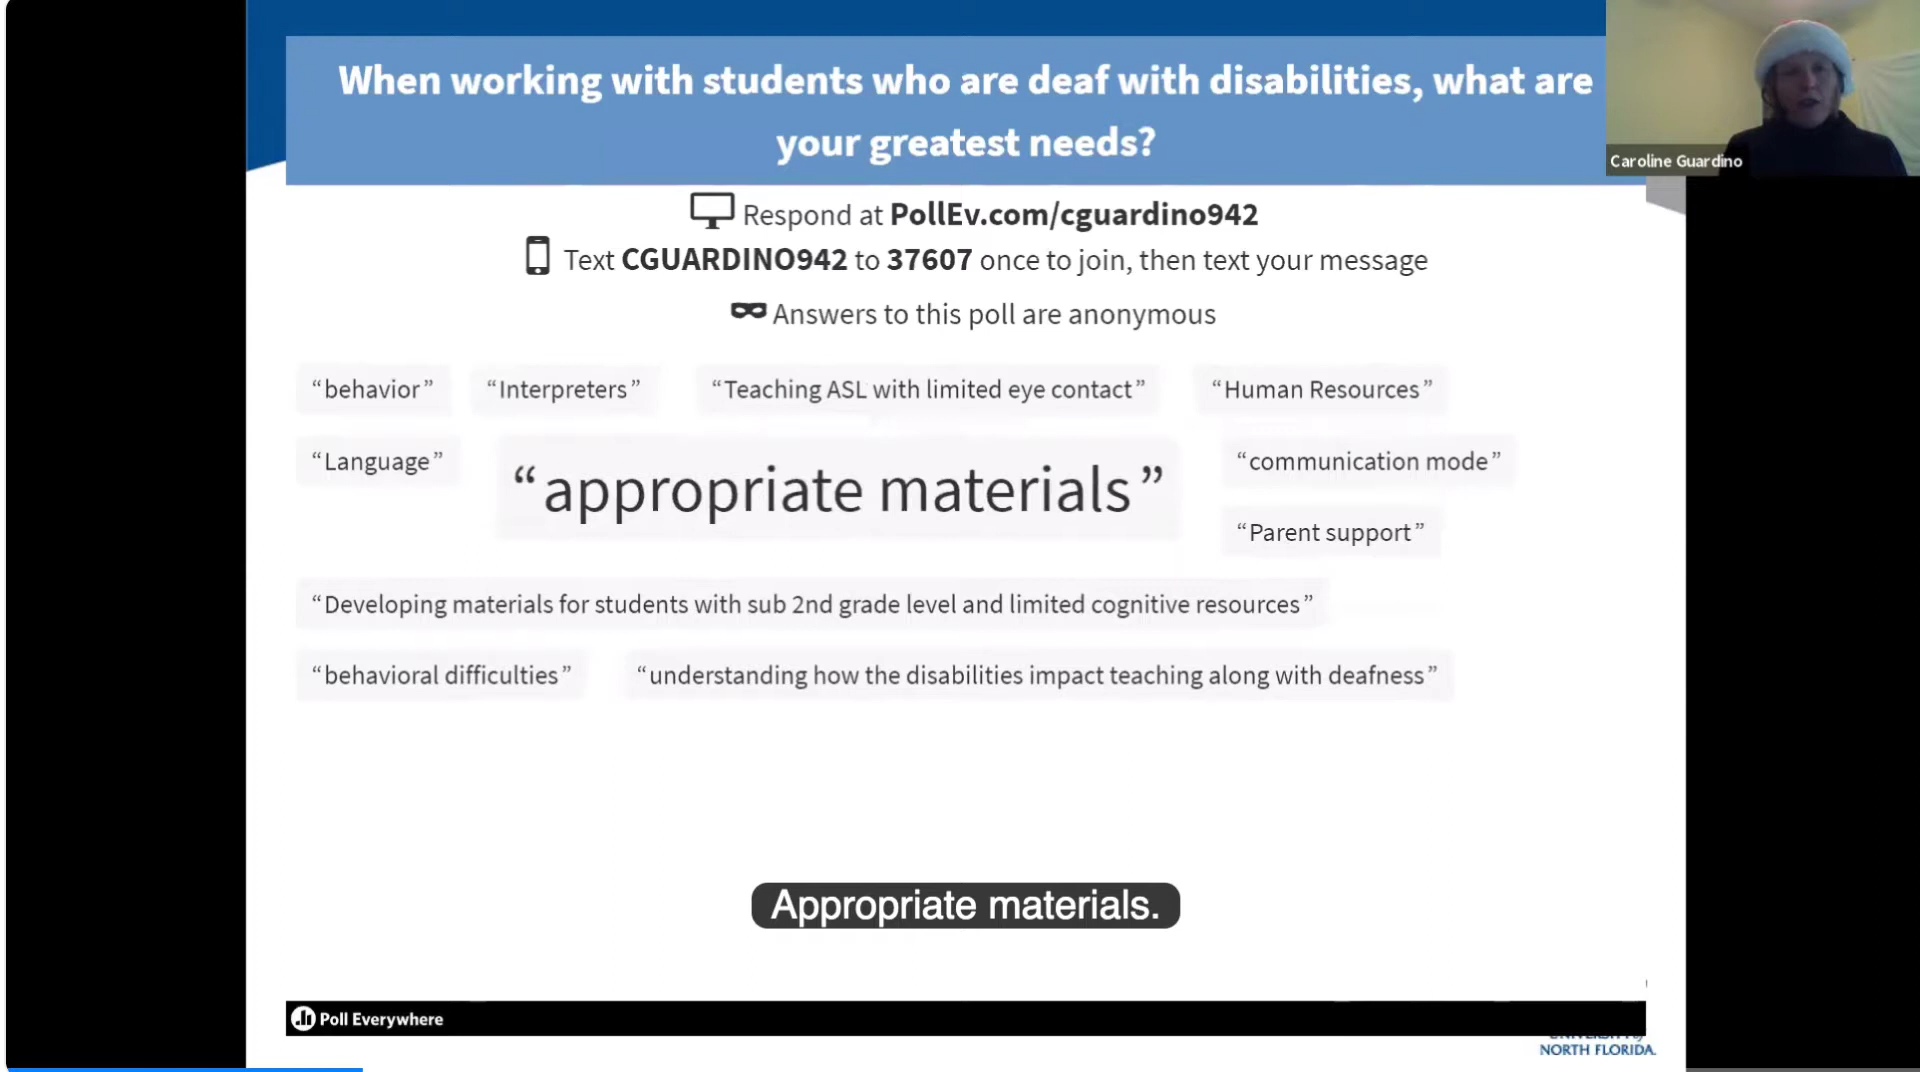 When working with students who are deaf with disabilities, what are
your greatest needs?
Caroline Guardino
Respond at PollEv.com/cguardino942
Text CGUARDINO942 to 37607 once to join, then text your message
Answers to this poll are anonymous
“behavior” “Interpreters” “Teaching ASL with limited eye contact” “Human Resources”
“Language” “appropriate materials” “communication mode”
“Parent support”
“Developing materials for students with sub 2nd grade level and limited cognitive resources”
“behavioral difficulties” “understanding how the disabilities impact teaching along with deafness”
Appropriate materials.
Poll Everywhere
NORTH FLORIDA